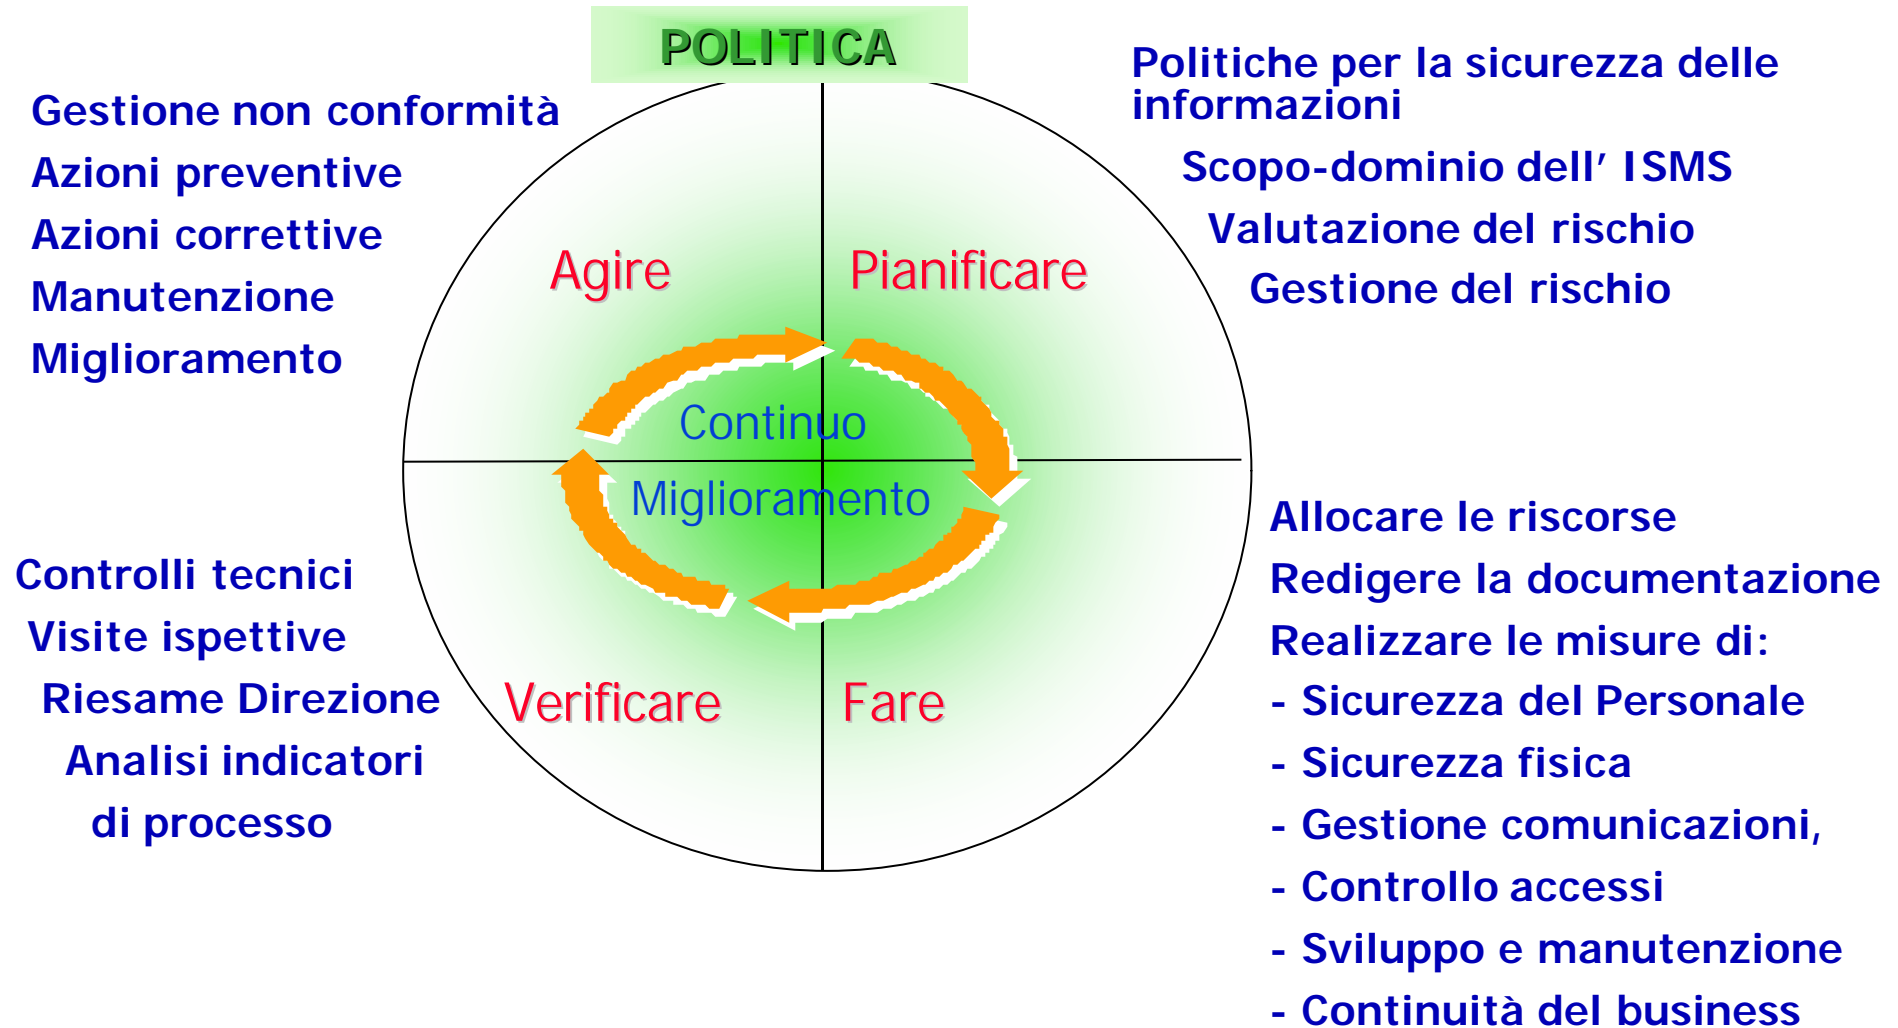 POLITICA
Gestione non conformità
Azioni preventive
Azioni correttive
Manutenzione
Miglioramento
Politiche per la sicurezza delle
informazioni
Scopo-dominio dell’ ISMS
Valutazione del rischio
Gestione del rischio
Agire
Pianificare
Continuo
Miglioramento
Verificare
Fare
Controlli tecnici
Visite ispettive
Riesame Direzione
Analisi indicatori
di processo
Allocare le riscorse
Redigere la documentazione
Realizzare le misure di:
- Sicurezza del Personale
- Sicurezza fisica
- Gestione comunicazioni,
- Controllo accessi
- Sviluppo e manutenzione
- Continuità del business